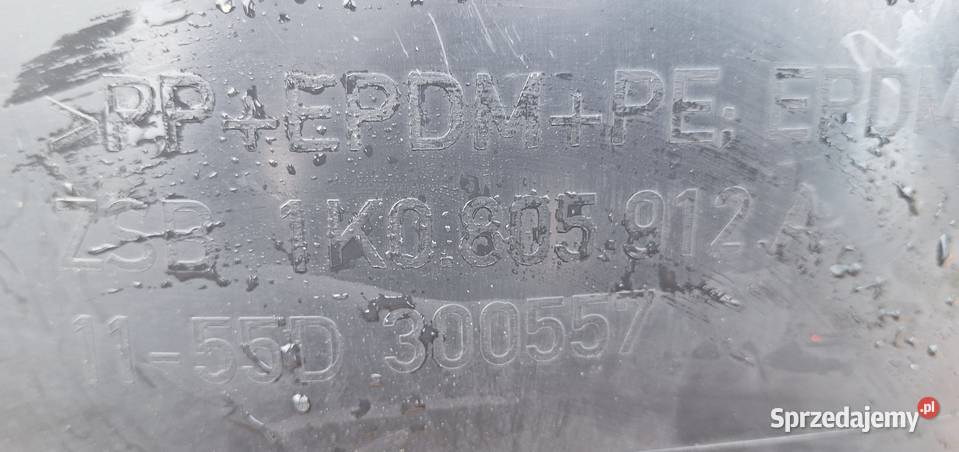 >PP+EPDM+PE; EPDM
ZSB 1K0.805.912 A
11-55D 300557
Sprzedajemy.pl